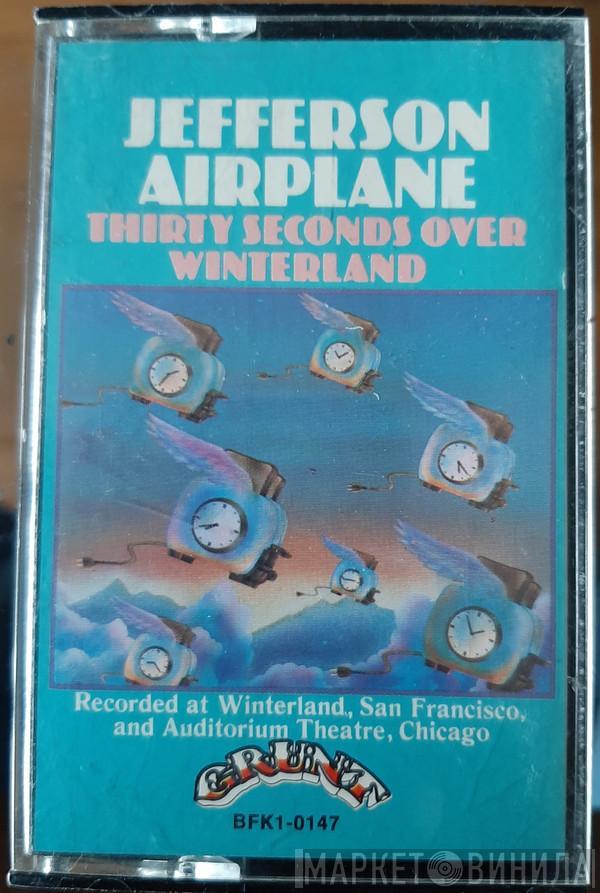 JEFFERSON
AIRPLANE
THIRTY SECONDS OVER
WINTERLAND
Recorded at Winterland, San Francisco,
and Auditorium Theatre, Chicago
GRUNT
BFK1-0147
МАРКЕТ ВИНИЛА